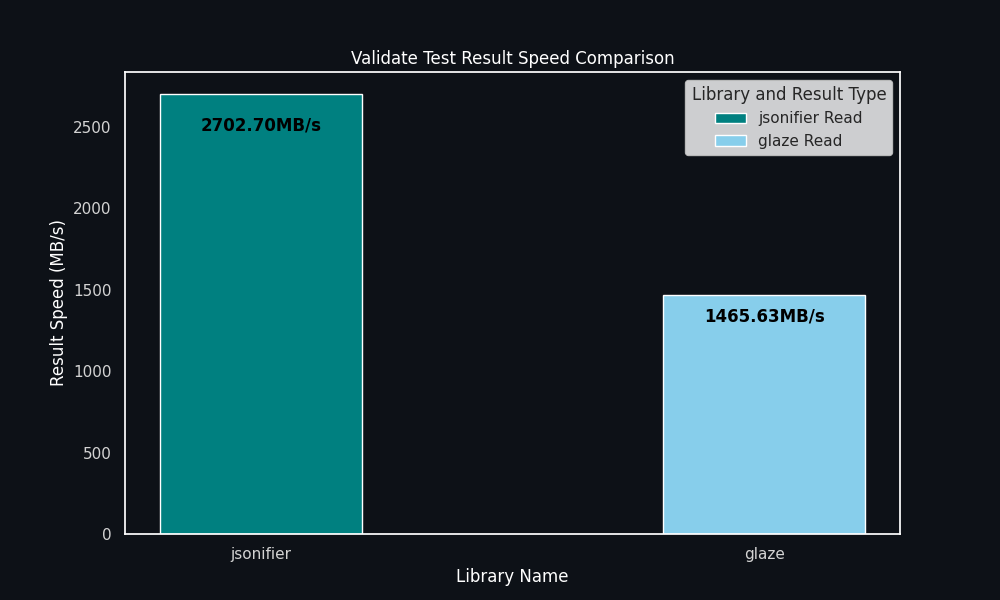 Validate Test Result Speed Comparison
Library and Result Type
jsonifier Read
glaze Read
2702.70MB/s
1465.63MB/s
Result Speed (MB/s)
2500
2000
1500
1000
500
0
jsonifier
glaze
Library Name